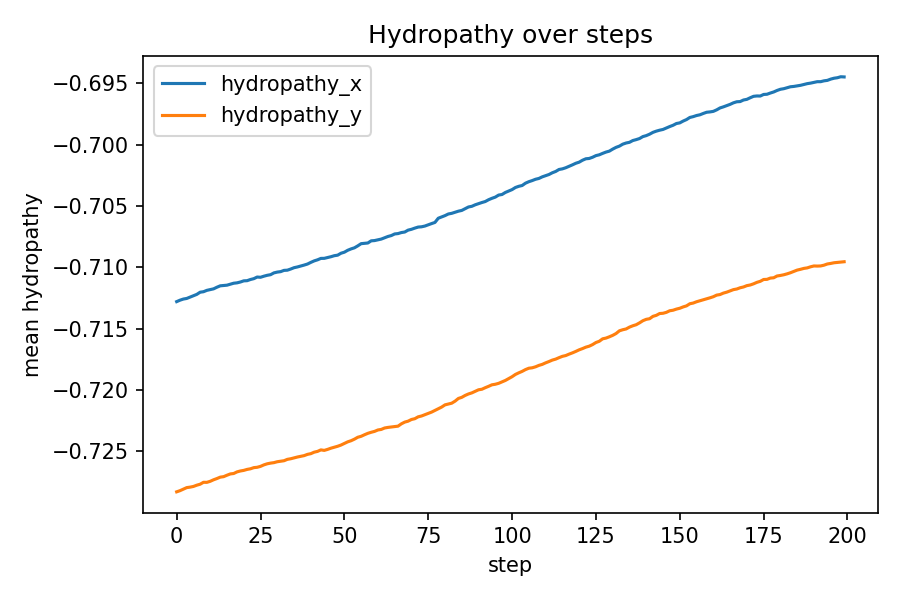 Hydropathy over steps
hydropathy_x
hydropathy_y
mean hydropathy
−0.695
−0.700
−0.705
−0.710
−0.715
−0.720
−0.725
0 25 50 75 100 125 150 175 200
step